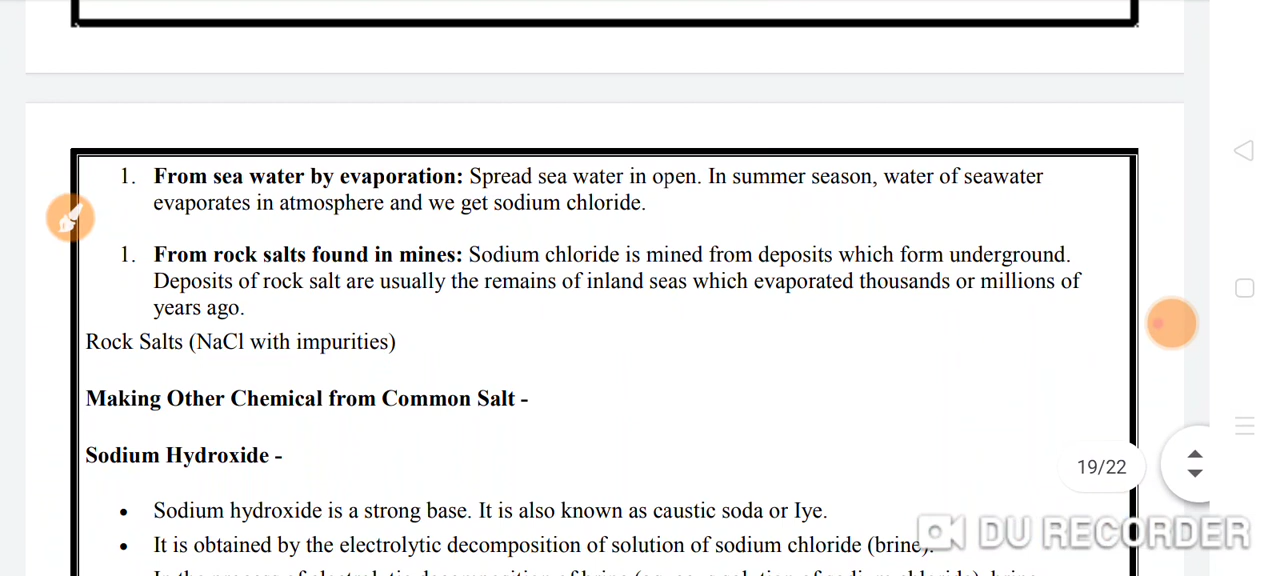 1. From sea water by evaporation: Spread sea water in open. In summer season, water of seawater
evaporates in atmosphere and we get sodium chloride.
1. From rock salts found in mines: Sodium chloride is mined from deposits which form underground.
Deposits of rock salt are usually the remains of inland seas which evaporated thousands or millions of
years ago.
Rock Salts (NaCl with impurities)
Making Other Chemical from Common Salt -
Sodium Hydroxide -
19/22
• Sodium hydroxide is a strong base. It is also known as caustic soda or Iye.
• It is obtained by the electrolytic decomposition of solution of sodium chloride (brine).
DU RECORDER